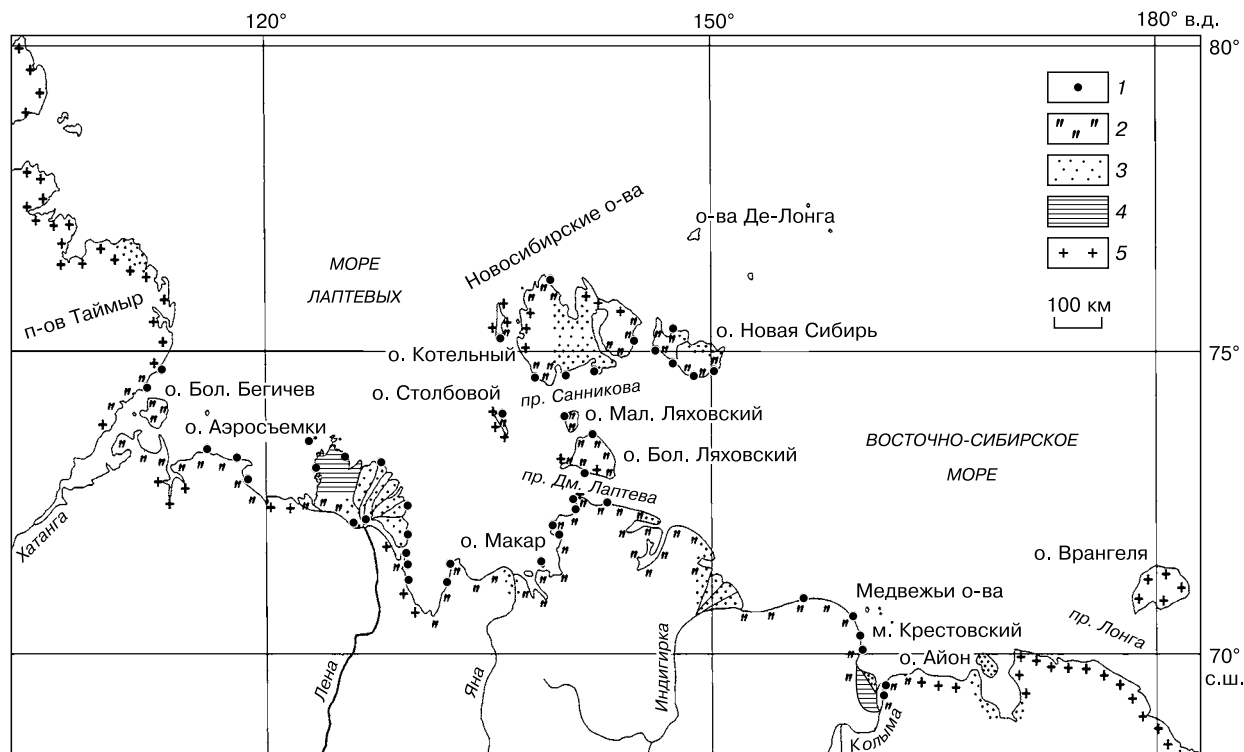 120°
150°
180° в.д.
80°
1
2
3
4
5
100 км
Новосибирские о-ва
о-ва Де-Лонга
МОРЕ
ЛАПТЕВЫХ
п-ов Таймыр
о. Новая Сибирь
75°
о. Котельный
о. Бол. Бегичев
о. Столбовой
пр. Санникова
о. Мал. Ляховский
о. Аэросъемки
о. Бол. Ляховский
ВОСТОЧНО-СИБИРСКОЕ
МОРЕ
пр. Дм. Лаптева
Хатанга
о. Макар
о. Врангеля
Медвежьи о-ва
пр. Лонга
м. Крестовский
о. Айон
70°
с.ш.
Лена
Яна
Индигирка
Колыма